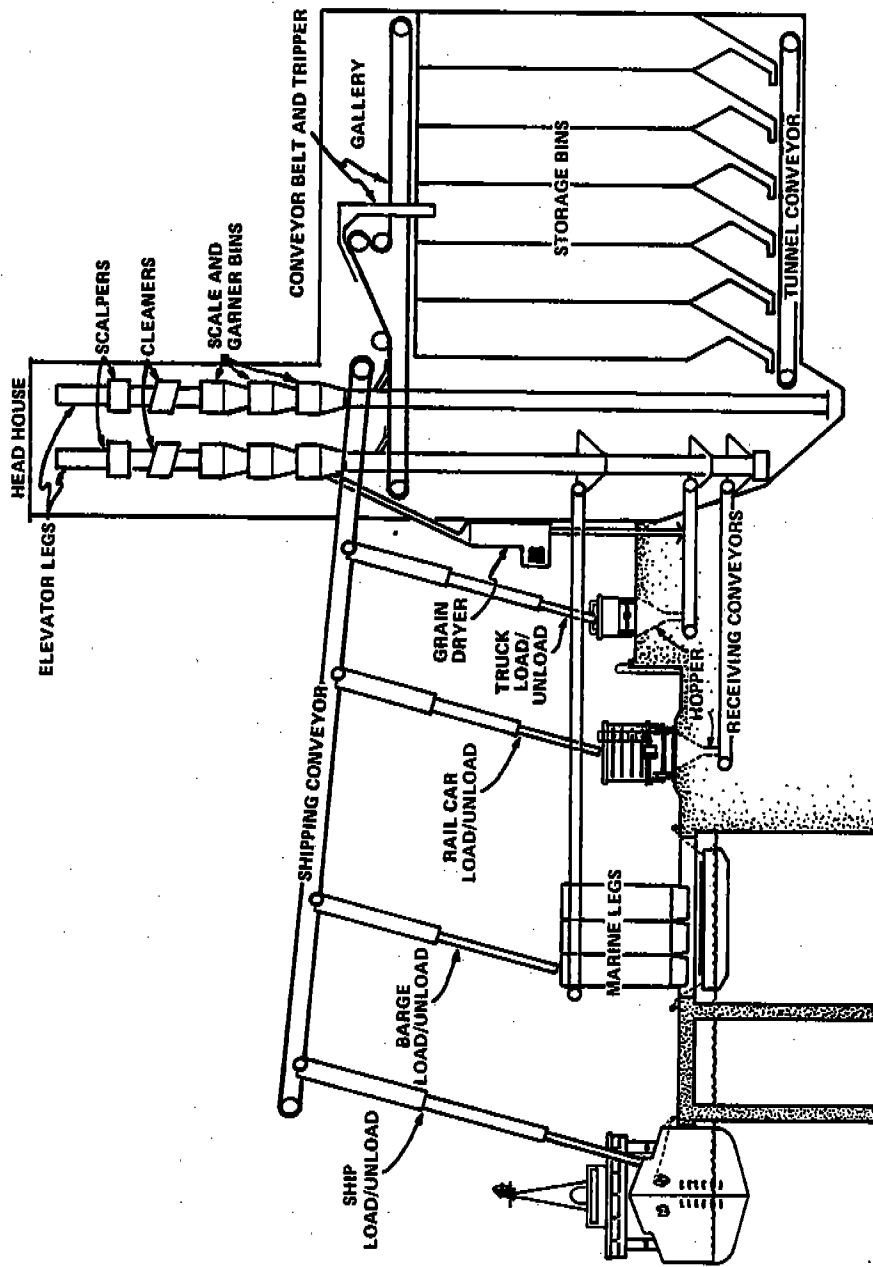 HEAD HOUSE
ELEVATOR LEGS
SCALPERS
CLEANERS
SCALE AND
GARNER BINS
CONVEYOR BELT AND TRIPPER
GALLERY
STORAGE BINS
TUNNEL CONVEYOR
SHIPPING CONVEYOR
GRAIN
DRYER
TRUCK
LOAD/
UNLOAD
HOPPER
RECEIVING CONVEYORS
RAIL CAR
LOAD/UNLOAD
MARINE LEGS
BARGE
LOAD/UNLOAD
SHIP
LOAD/UNLOAD